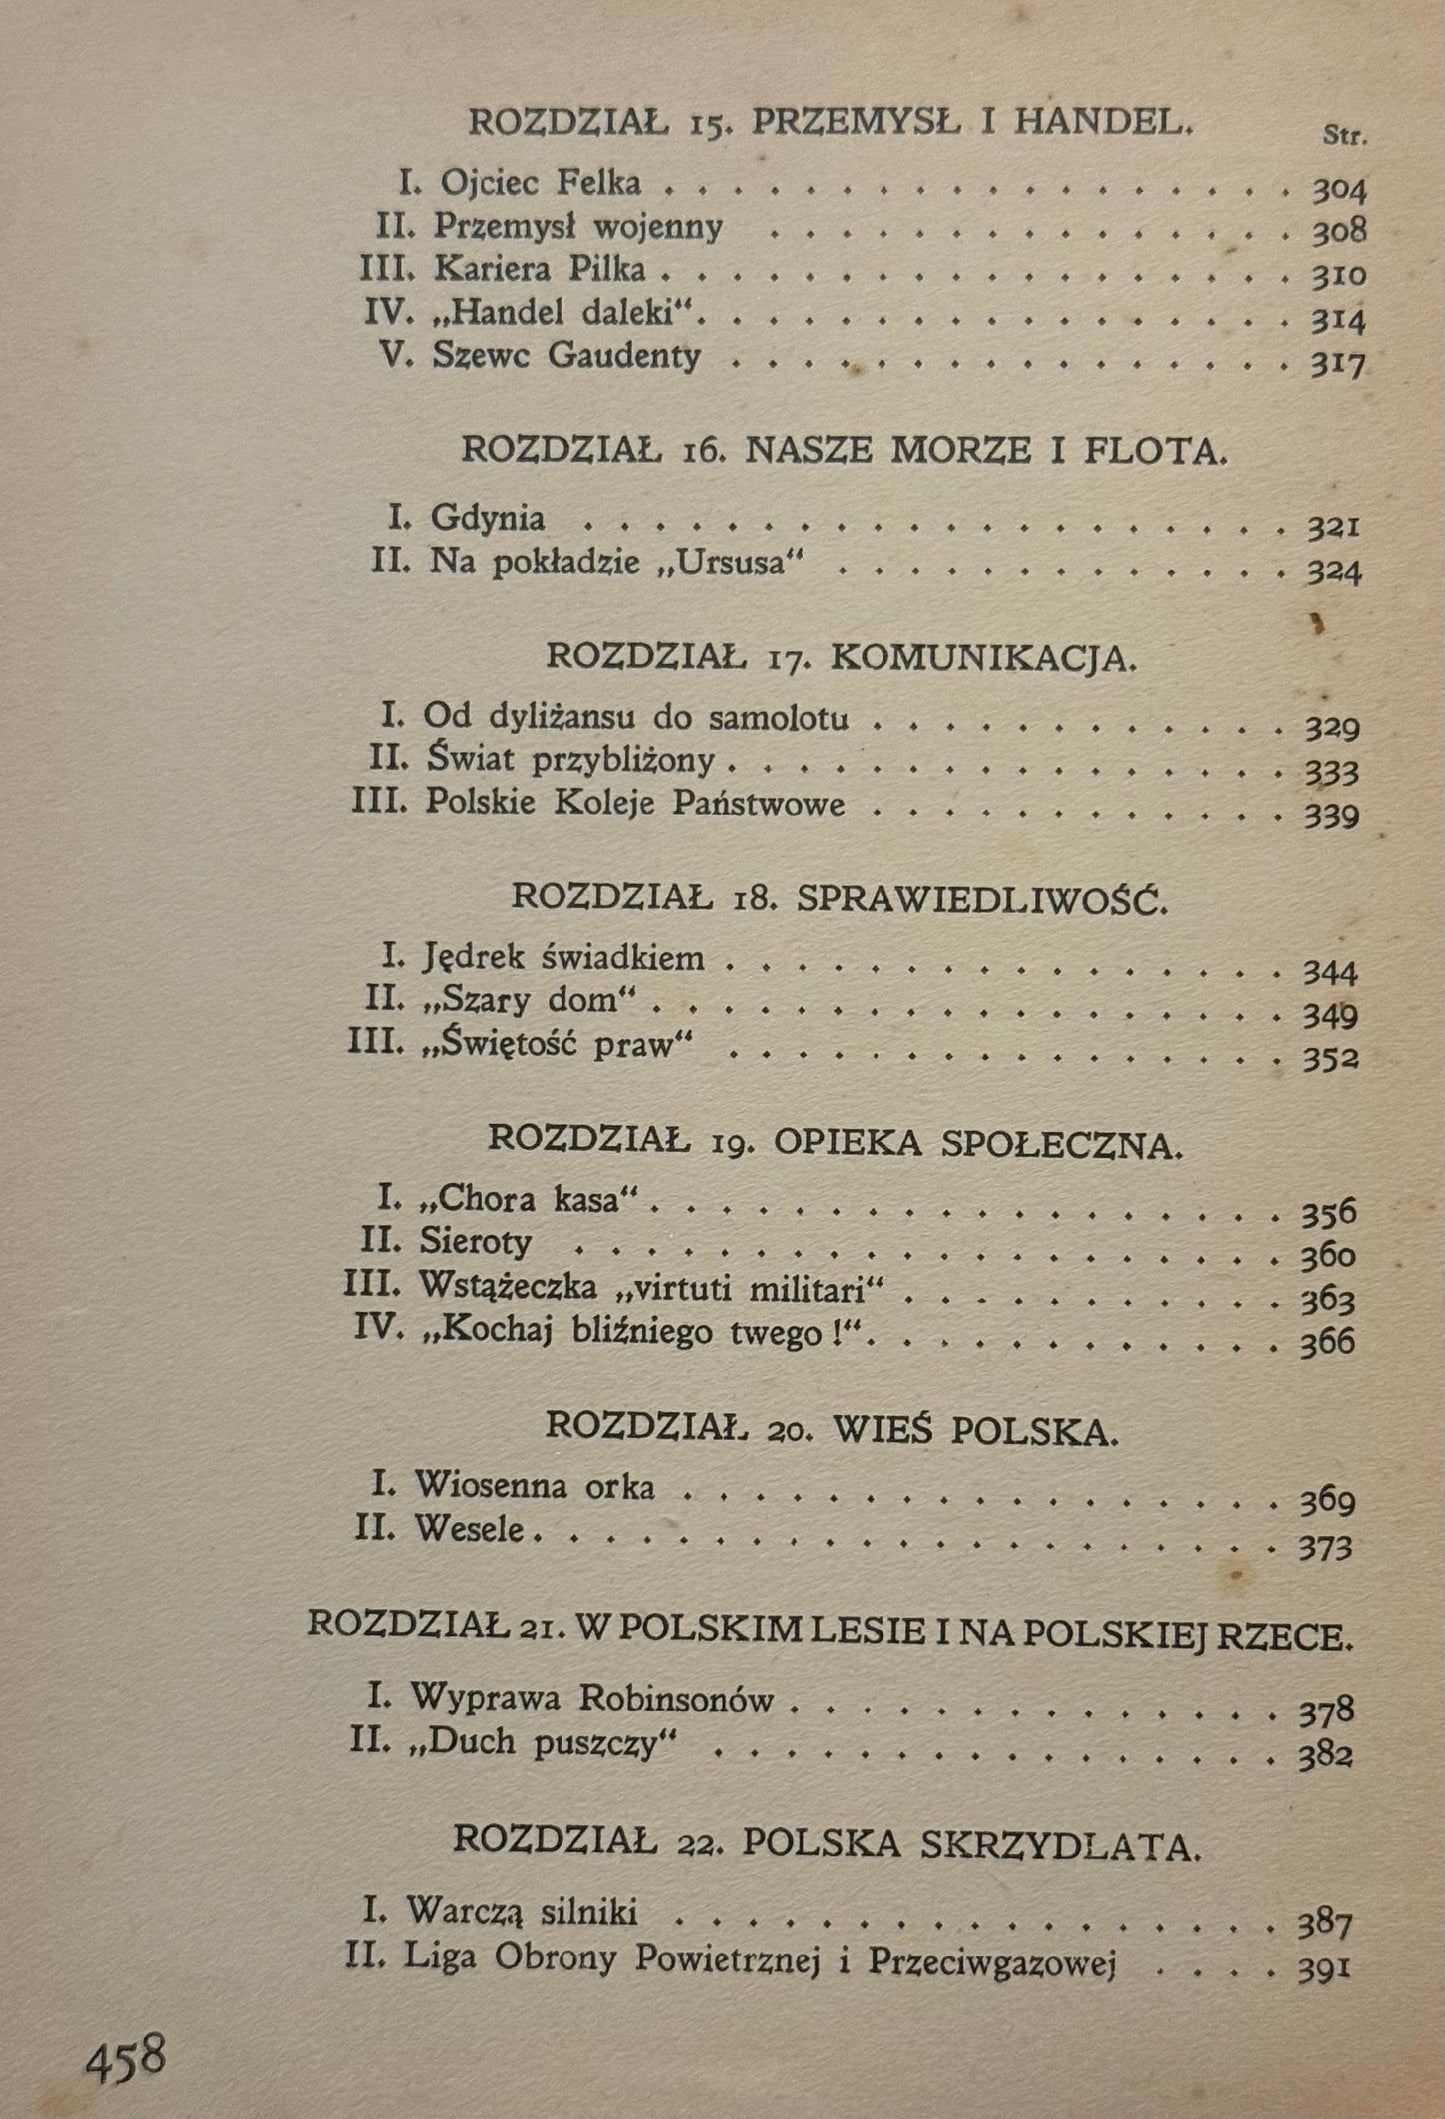 ROZDZIAŁ 15. PRZEMYSŁ I HANDEL.
Str.
I. Ojciec Felka . . . . . . . . . . . . . . . . . . 304
II. Przemysł wojenny . . . . . . . . . . . . . . . 308
III. Kariera Pilka . . . . . . . . . . . . . . . . . . 310
IV. „Handel daleki“. . . . . . . . . . . . . . . . . 314
V. Szewc Gaudenty . . . . . . . . . . . . . . . . 317
ROZDZIAŁ 16. NASZE MORZE I FLOTA.
I. Gdynia . . . . . . . . . . . . . . . . . . . . 321
II. Na pokładzie „Ursusa“ . . . . . . . . . . . . . 324
ROZDZIAŁ 17. KOMUNIKACJA.
I. Od dyliżansu do samolotu . . . . . . . . . . . . 329
II. Świat przybliżony . . . . . . . . . . . . . . . . 333
III. Polskie Koleje Państwowe . . . . . . . . . . . . 339
ROZDZIAŁ 18. SPRAWIEDLIWOŚĆ.
I. Jędrek świadkiem . . . . . . . . . . . . . . . . 344
II. „Szary dom“ . . . . . . . . . . . . . . . . . . 349
III. „Świętość praw“ . . . . . . . . . . . . . . . . 352
ROZDZIAŁ 19. OPIEKA SPOŁECZNA.
I. „Chora kasa“ . . . . . . . . . . . . . . . . . . 356
II. Sieroty . . . . . . . . . . . . . . . . . . . . 360
III. Wstążeczka „virtuti militari“ . . . . . . . . . . . 363
IV. „Kochaj bliźniego twego !“. . . . . . . . . . . . 366
ROZDZIAŁ 20. WIEŚ POLSKA.
I. Wiosenna orka . . . . . . . . . . . . . . . . . 369
II. Wesele . . . . . . . . . . . . . . . . . . . . . 373
ROZDZIAŁ 21. W POLSKIM LESIE I NA POLSKIEJ RZECE.
I. Wyprawa Robinsonów . . . . . . . . . . . . . . 378
II. „Duch puszczy“ . . . . . . . . . . . . . . . . 382
ROZDZIAŁ 22. POLSKA SKRZYDLATA.
I. Warczą silniki . . . . . . . . . . . . . . . . . 387
II. Liga Obrony Powietrznej i Przeciwgazowej . . . . 391
458